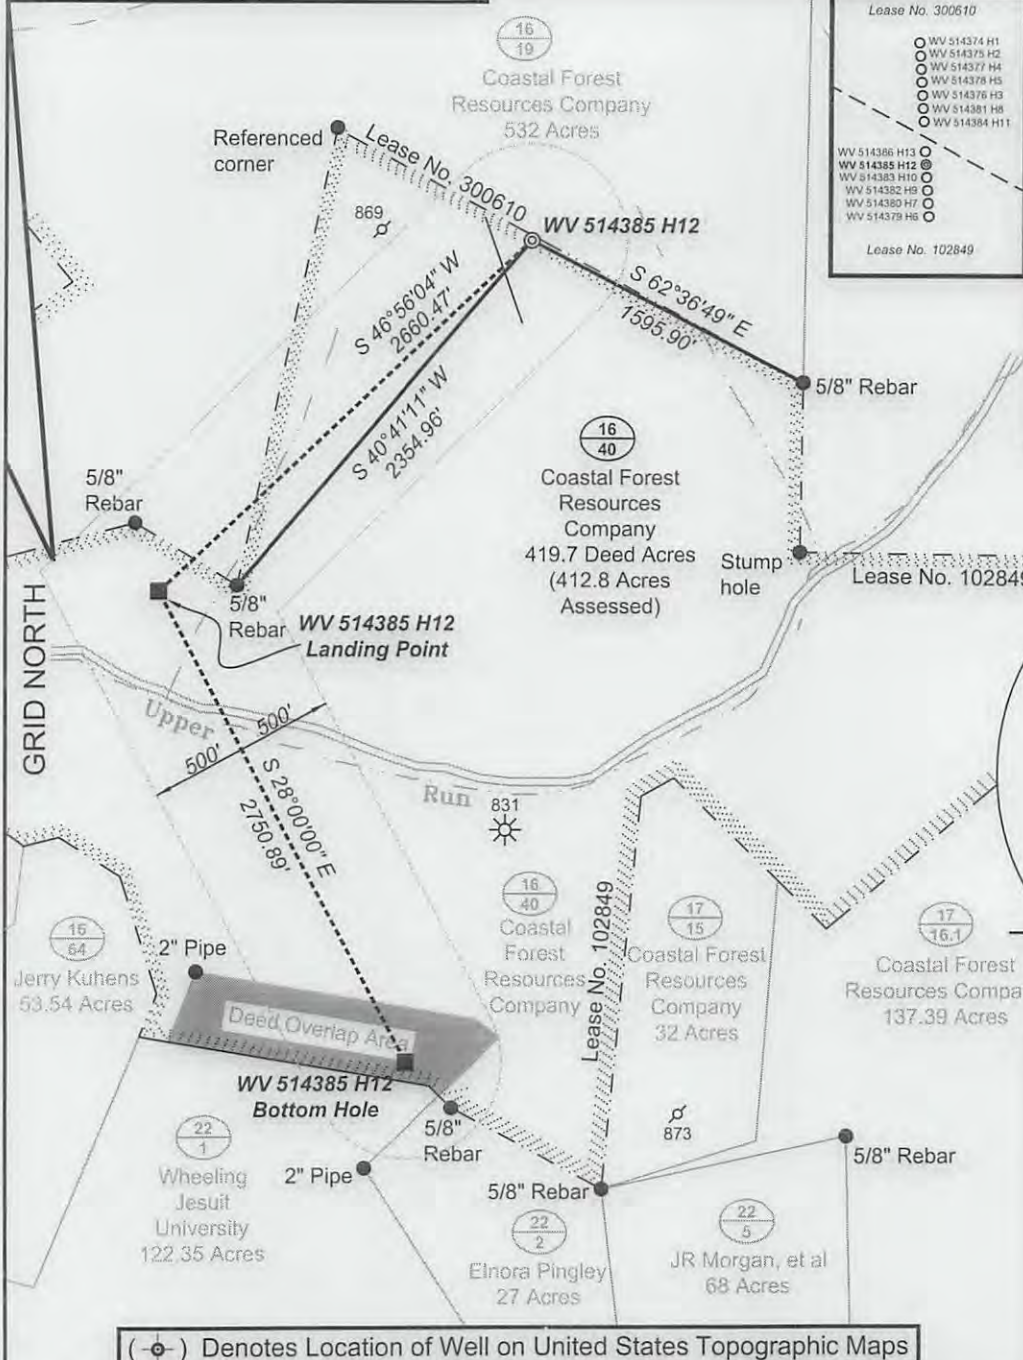 Lease No. 300610
WV 514374 H1
WV 514375 H2
WV 514377 H4
WV 514378 H5
WV 514376 H3
WV 514381 H8
WV 514384 H11
WV 514386 H13
WV 514385 H12
WV 514383 H10
WV 514382 H9
WV 514380 H7
WV 514379 H6
Lease No. 102849
16
19
Coastal Forest
Resources Company
532 Acres
Referenced
corner
Lease No. 300610
869
WV 514385 H12
S 46°56'04" W
2660.47'
S 62°36'49" E
1595.90'
S 40°41'11" W
2354.96'
5/8" Rebar
16
40
Coastal Forest
Resources
Company
419.7 Deed Acres
(412.8 Acres
Assessed)
5/8"
Rebar
Stump
hole
Lease No. 102849
5/8"
Rebar
WV 514385 H12
Landing Point
GRID NORTH
Upper
Run
500'
500'
S 28°00'00" E
2750.89'
831
16
40
Coastal
Forest
Resources
Company
Lease No. 102849
17
15
Coastal Forest
Resources
Company
32 Acres
17
16.1
Coastal Forest
Resources Compa
137.39 Acres
16
64
Jerry Kuhens
53.54 Acres
2" Pipe
Deed Overlap Area
WV 514385 H12
Bottom Hole
5/8"
Rebar
873
22
1
Wheeling
Jesuit
University
122.35 Acres
2" Pipe
5/8" Rebar
5/8" Rebar
22
2
Elnora Pingley
27 Acres
22
5
JR Morgan, et al
68 Acres
( ) Denotes Location of Well on United States Topographic Maps